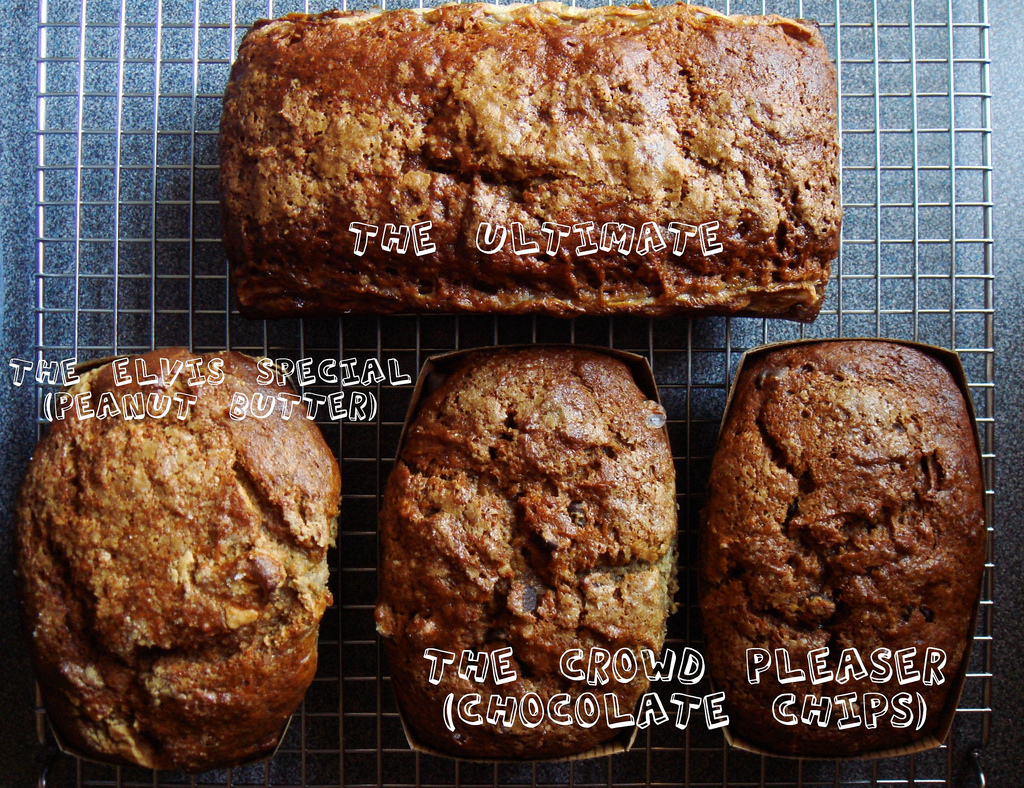 THE ULTIMATE
THE ELVIS SPECIAL
(PEANUT BUTTER)
THE CROWD PLEASER
(CHOCOLATE CHIPS)